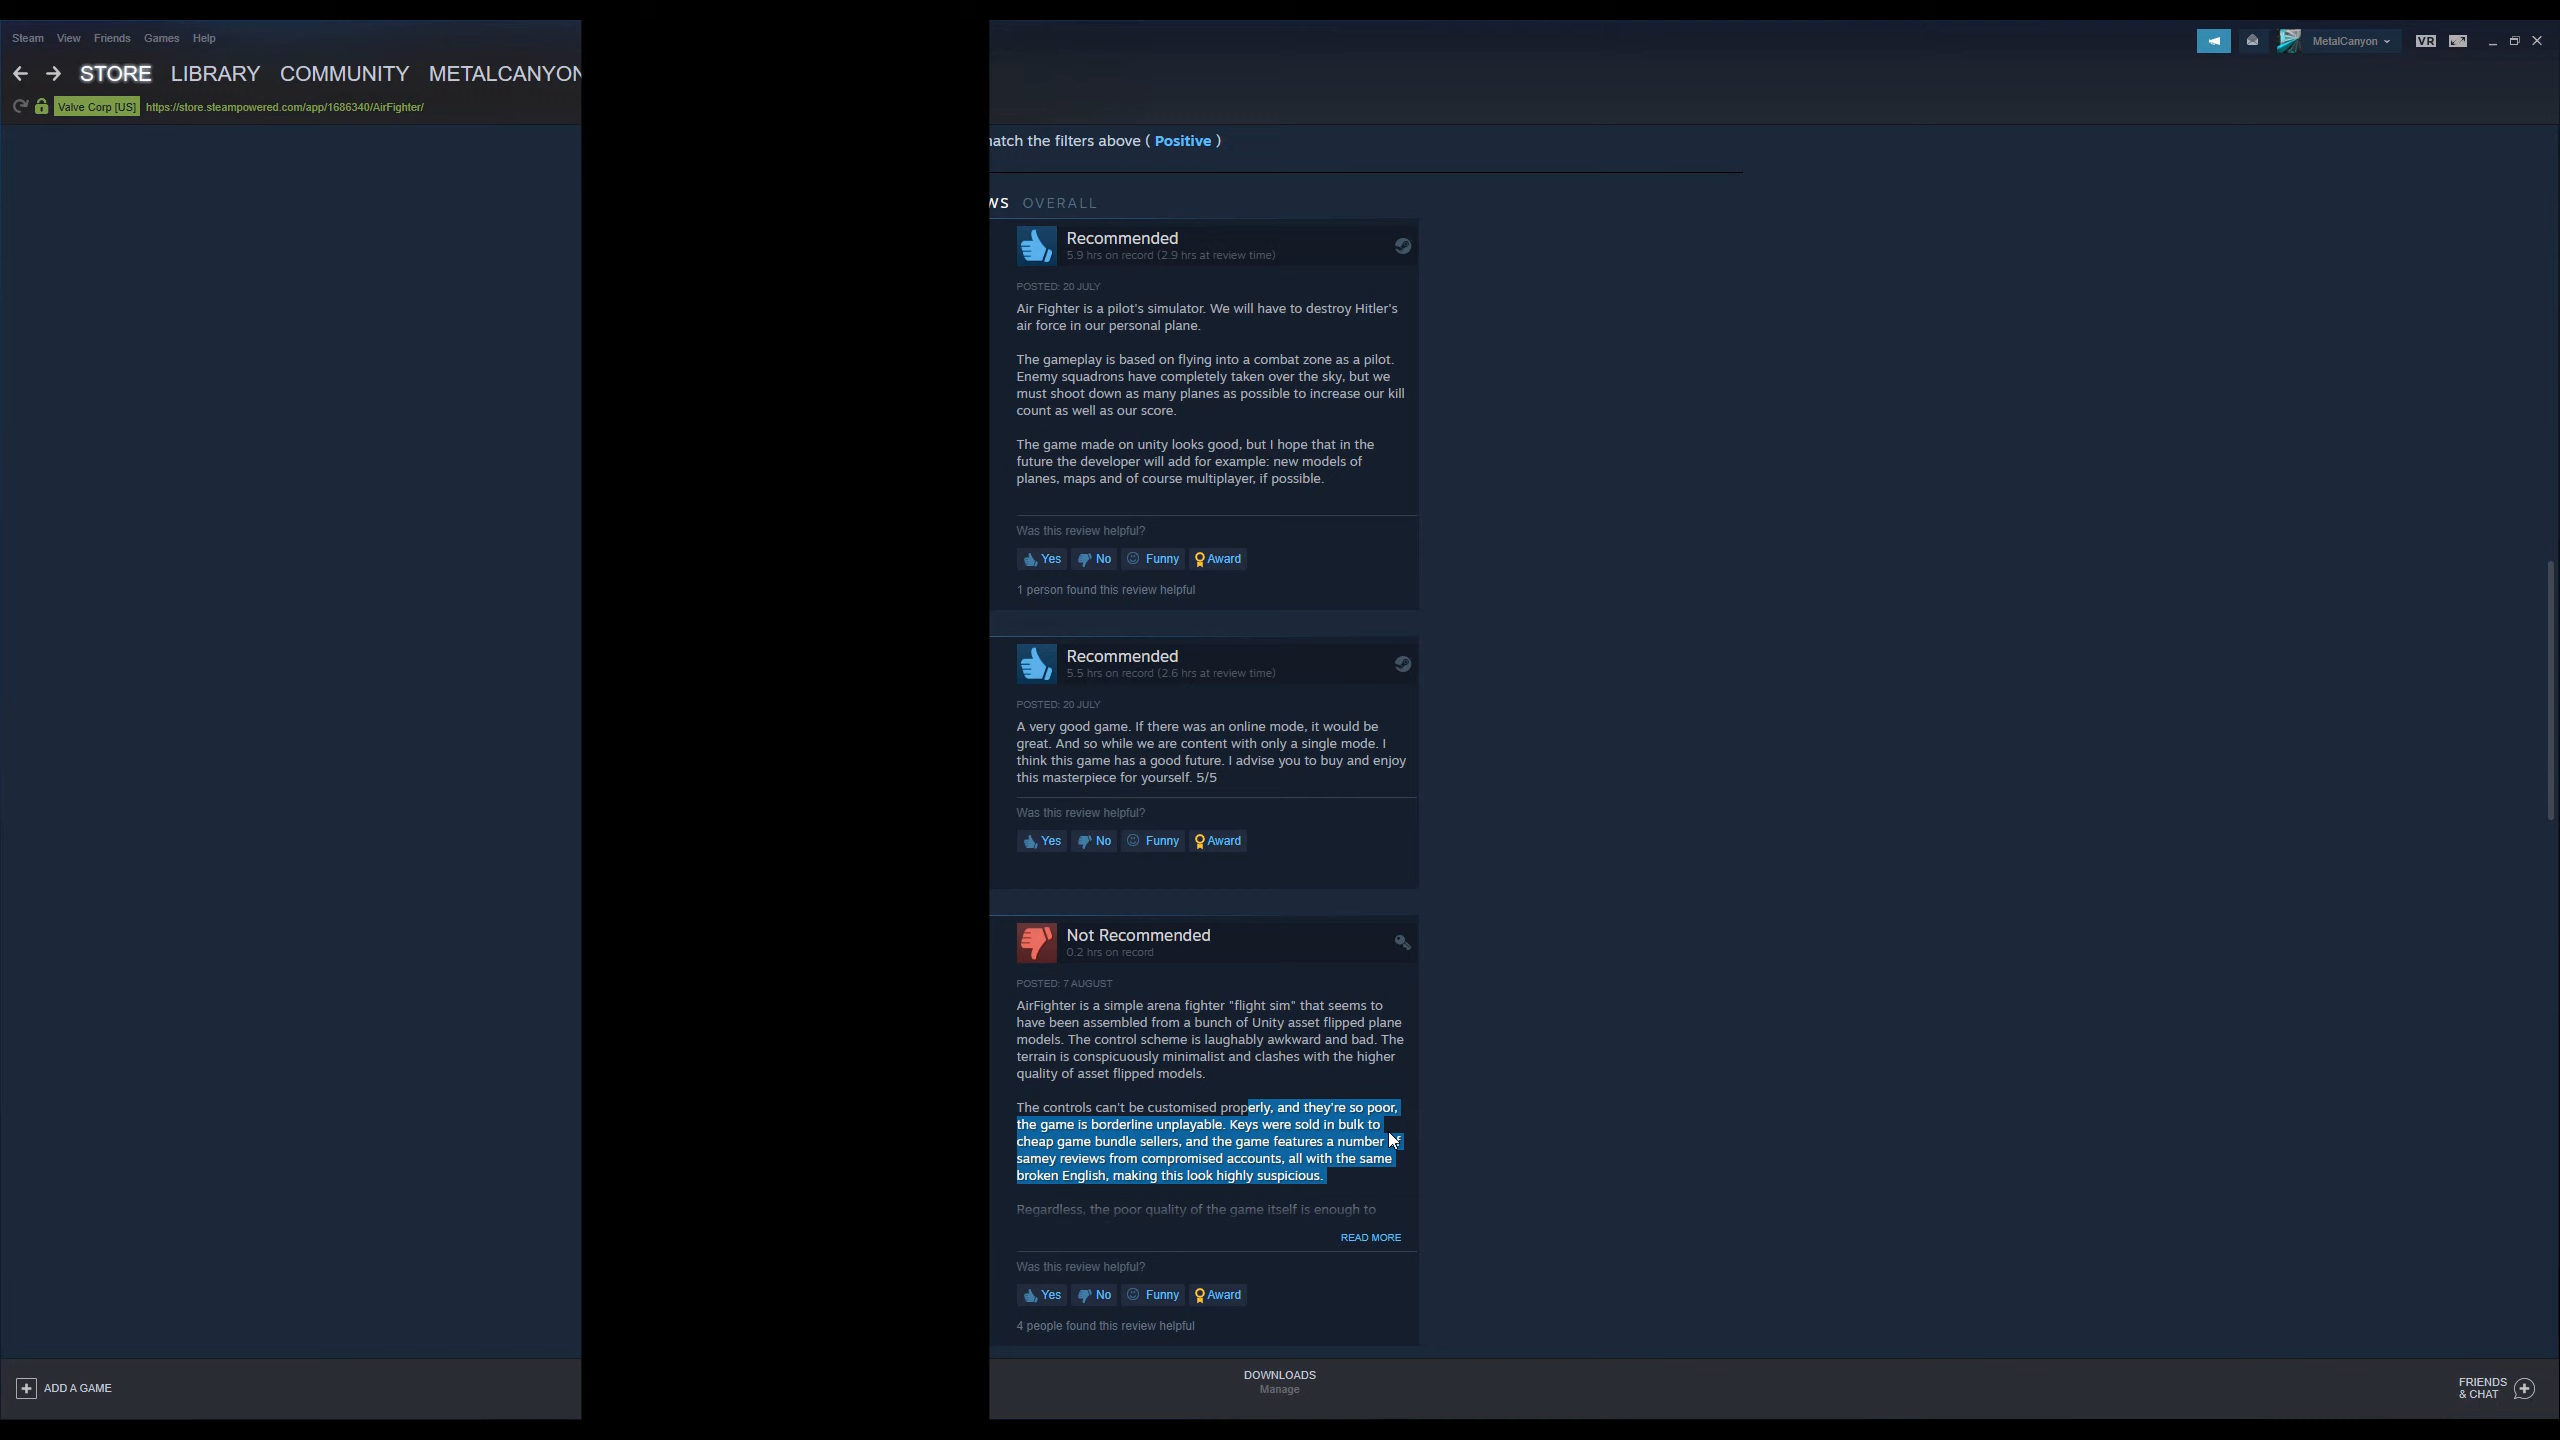 Steam View Friends Games Help
MetalCanyon
VR
STORE LIBRARY COMMUNITY METALCANYON
Valve Corp [US] https://store.steampowered.com/app/1686340/AirFighter/
the filters above ( Positive )
OVERALL
Recommended
5.9 hrs on record (2.9 hrs at review time)
POSTED: 20 JULY
Air Fighter is a pilot's simulator. We will have to destroy Hitler's
air force in our personal plane.
The gameplay is based on flying into a combat zone as a pilot.
Enemy squadrons have completely taken over the sky, but we
must shoot down as many planes as possible to increase our kill
count as well as our score.
The game made on unity looks good, but I hope that in the
future the developer will add for example: new models of
planes, maps and of course multiplayer, if possible.
Was this review helpful?
Yes No Funny Award
1 person found this review helpful
Recommended
5.5 hrs on record (2.6 hrs at review time)
POSTED: 20 JULY
A very good game. If there was an online mode, it would be
great. And so while we are content with only a single mode. I
think this game has a good future. I advise you to buy and enjoy
this masterpiece for yourself. 5/5
Was this review helpful?
Yes No Funny Award
Not Recommended
0.2 hrs on record
POSTED: 7 AUGUST
AirFighter is a simple arena fighter "flight sim" that seems to
have been assembled from a bunch of Unity asset flipped plane
models. The control scheme is laughably awkward and bad. The
terrain is conspicuously minimalist and clashes with the higher
quality of asset flipped models.
The controls can't be customised properly, and they're so poor,
the game is borderline unplayable. Keys were sold in bulk to
cheap game bundle sellers, and the game features a number
samey reviews from compromised accounts, all with the same
broken English, making this look highly suspicious.
Regardless, the poor quality of the game itself is enough to
READ MORE
Was this review helpful?
Yes No Funny Award
4 people found this review helpful
ADD A GAME
DOWNLOADS
Manage
FRIENDS
& CHAT